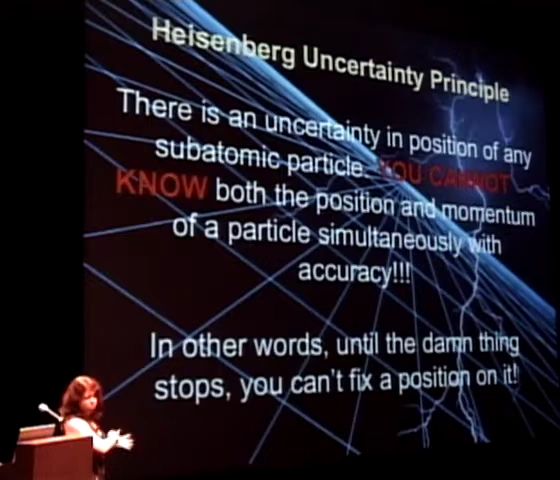 Heisenberg Uncertainty Principle
There is an uncertainty in position of any
subatomic particle. YOU CANNOT
KNOW both the position and momentum
of a particle simultaneously with
accuracy!!!
In other words, until the damn thing
stops, you can't fix a position on it!